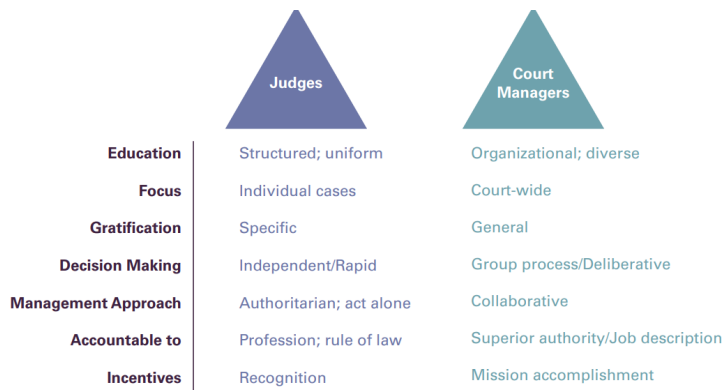 Judges
Court
Managers
Education Structured; uniform Organizational; diverse
Focus Individual cases Court-wide
Gratification Specific General
Decision Making Independent/Rapid Group process/Deliberative
Management Approach Authoritarian; act alone Collaborative
Accountable to Profession; rule of law Superior authority/Job description
Incentives Recognition Mission accomplishment